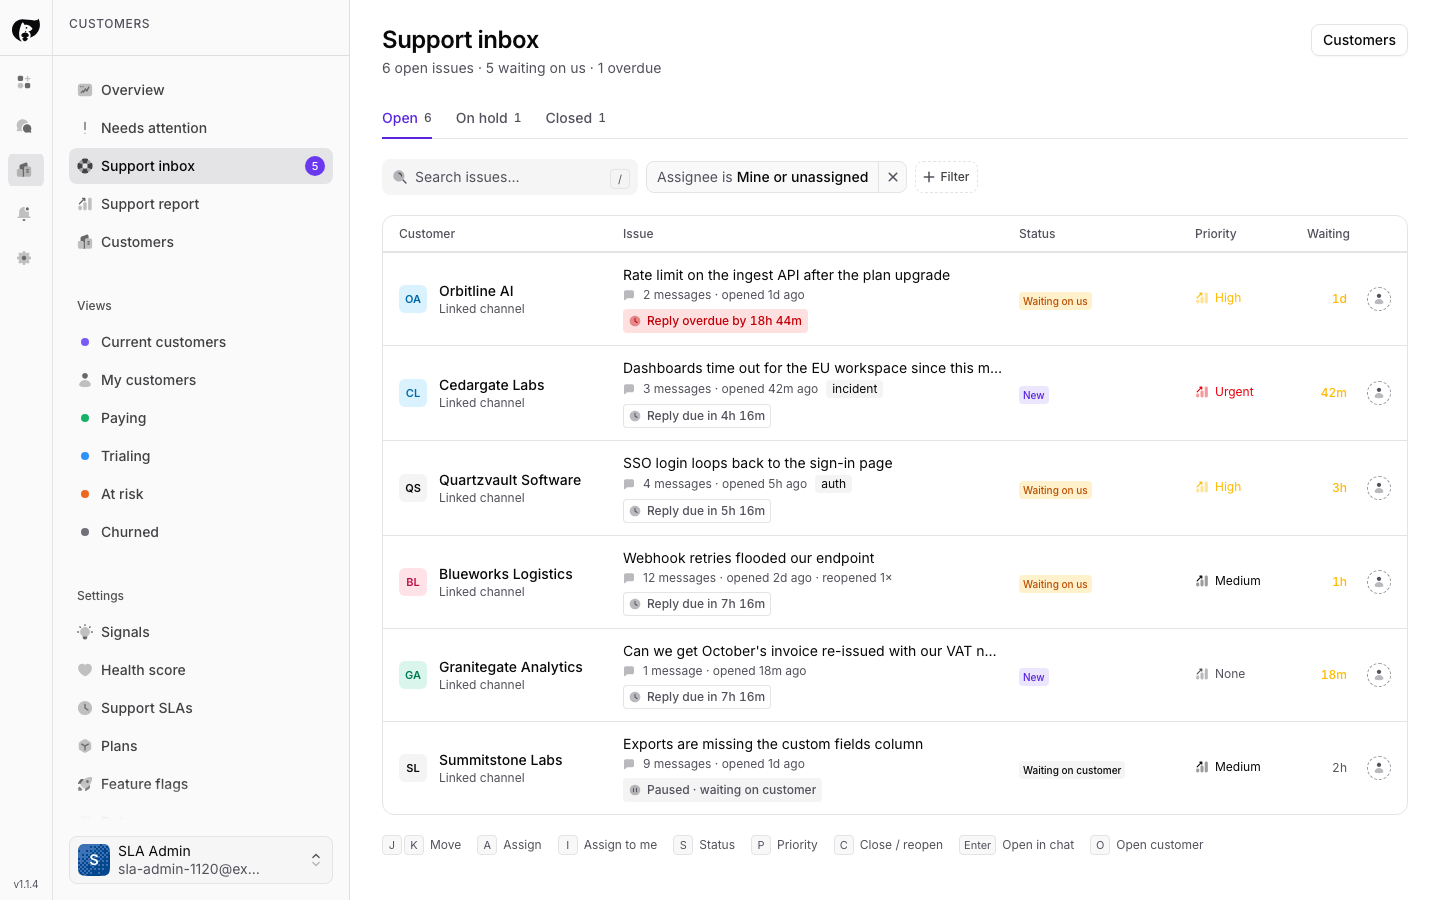 CUSTOMERS
Overview
Needs attention
Support inbox 5
Support report
Customers
Views
Current customers
My customers
Paying
Trialing
At risk
Churned
Settings
Signals
Health score
Support SLAs
Plans
Feature flags
S
SLA Admin
sla-admin-1120@ex...
v1.1.4
Support inbox
Customers
6 open issues · 5 waiting on us · 1 overdue
Open 6 On hold 1 Closed 1
Search issues... /
Assignee is Mine or unassigned
Filter
Customer Issue Status Priority Waiting
OA
Orbitline AI
Linked channel
Rate limit on the ingest API after the plan upgrade
2 messages · opened 1d ago
Reply overdue by 18h 44m
Waiting on us
High
1d
CL
Cedargate Labs
Linked channel
Dashboards time out for the EU workspace since this m...
3 messages · opened 42m ago incident
Reply due in 4h 16m
New
Urgent
42m
QS
Quartzvault Software
Linked channel
SSO login loops back to the sign-in page
4 messages · opened 5h ago auth
Reply due in 5h 16m
Waiting on us
High
3h
BL
Blueworks Logistics
Linked channel
Webhook retries flooded our endpoint
12 messages · opened 2d ago · reopened 1×
Reply due in 7h 16m
Waiting on us
Medium
1h
GA
Granitegate Analytics
Linked channel
Can we get October's invoice re-issued with our VAT n...
1 message · opened 18m ago
Reply due in 7h 16m
New
None
18m
SL
Summitstone Labs
Linked channel
Exports are missing the custom fields column
9 messages · opened 1d ago
Paused · waiting on customer
Waiting on customer
Medium
2h
J K Move A Assign I Assign to me S Status P Priority C Close / reopen Enter Open in chat O Open customer